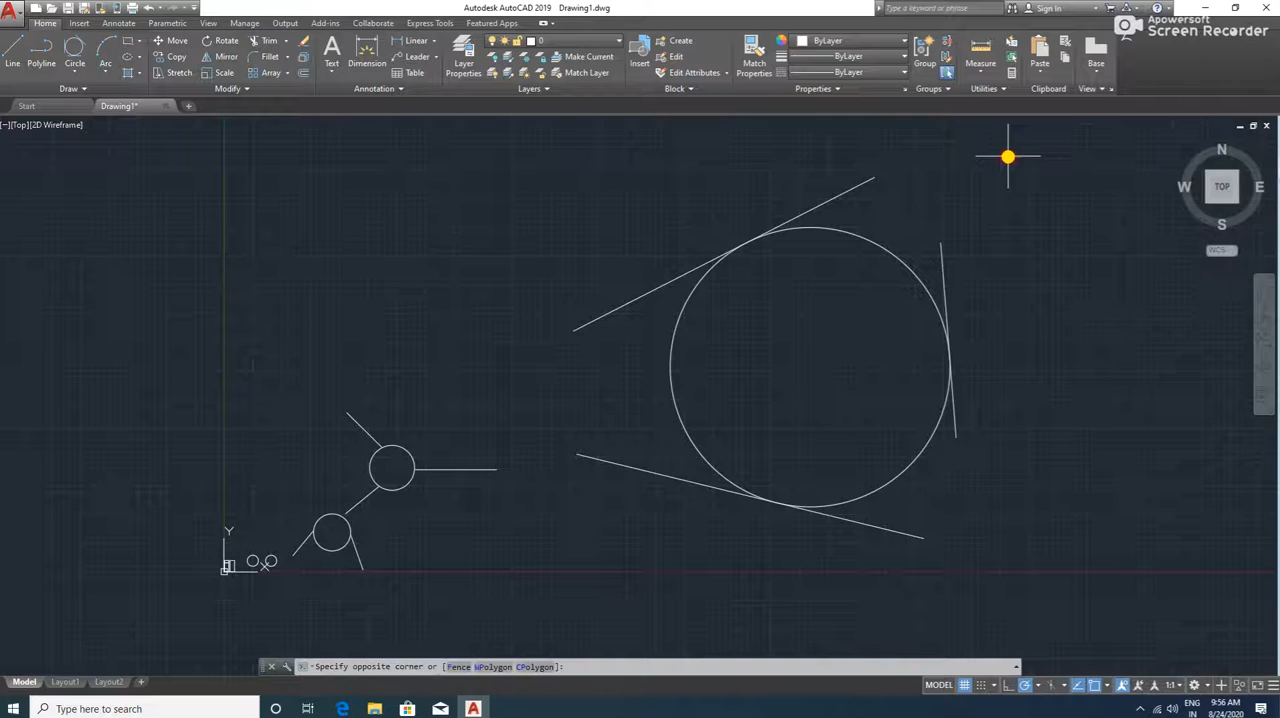 Autodesk AutoCAD 2019 Drawing1.dwg
Type a keyword or phrase
Sign In
Apowersoft
Screen Recorder
Home Insert Annotate Parametric View Manage Output Add-ins Collaborate Express Tools Featured Apps
Line Polyline Circle Arc
Move Rotate Trim
Copy Mirror Fillet
Stretch Scale Array
Text Dimension
Linear
Leader
Table
Layer
Properties
0
Make Current
Match Layer
Insert
Create
Edit
Edit Attributes
Match
Properties
ByLayer
ByLayer
ByLayer
Group
Measure
Paste
Base
Draw Modify Annotation Layers Block Properties Groups Utilities Clipboard View
Start Drawing1* +
[−][Top][2D Wireframe]
N
W TOP E
S
WCS
Y
X
Specify opposite corner or [Fence WPolygon CPolygon]:
Model Layout1 Layout2 +
MODEL
1:1
Type here to search
ENG 9:56 AM
IN 8/24/2020